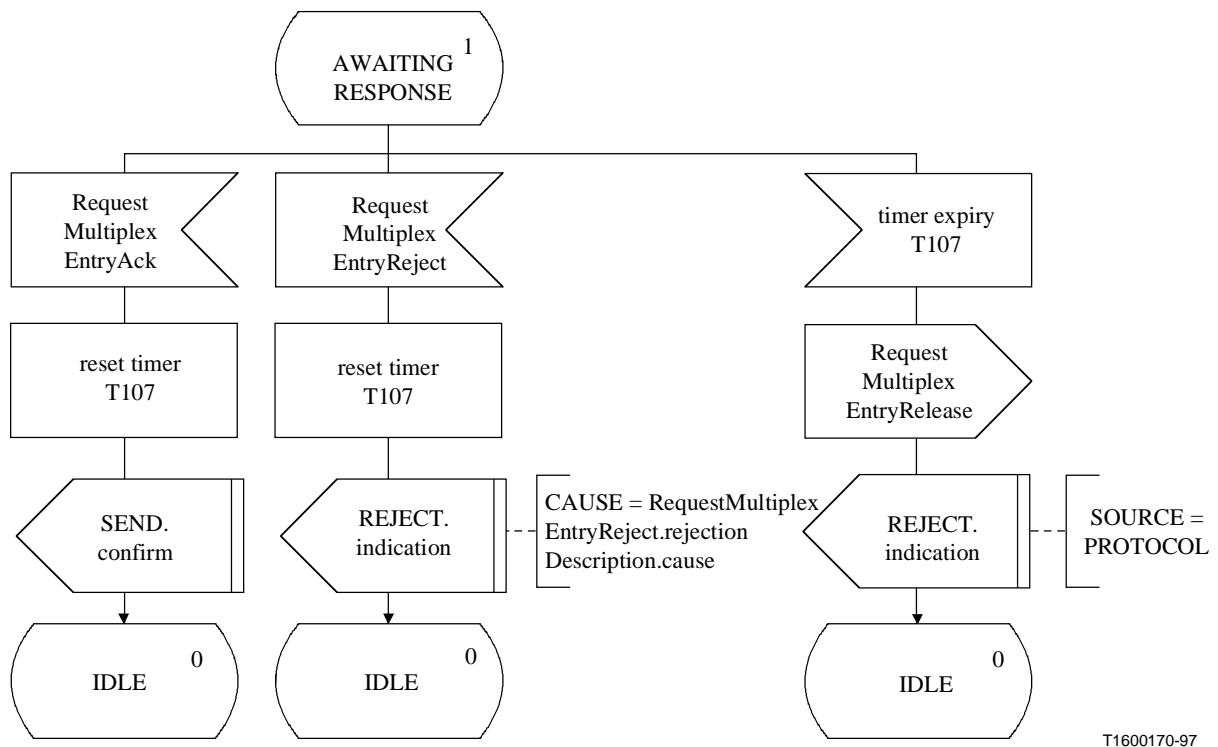 1
AWAITING
RESPONSE
Request
Multiplex
EntryAck
Request
Multiplex
EntryReject
timer expiry
T107
reset timer
T107
reset timer
T107
Request
Multiplex
EntryRelease
SEND.
confirm
REJECT.
indication
CAUSE = RequestMultiplex
EntryReject.rejection
Description.cause
REJECT.
indication
SOURCE =
PROTOCOL
0
IDLE
0
IDLE
0
IDLE
T1600170-97